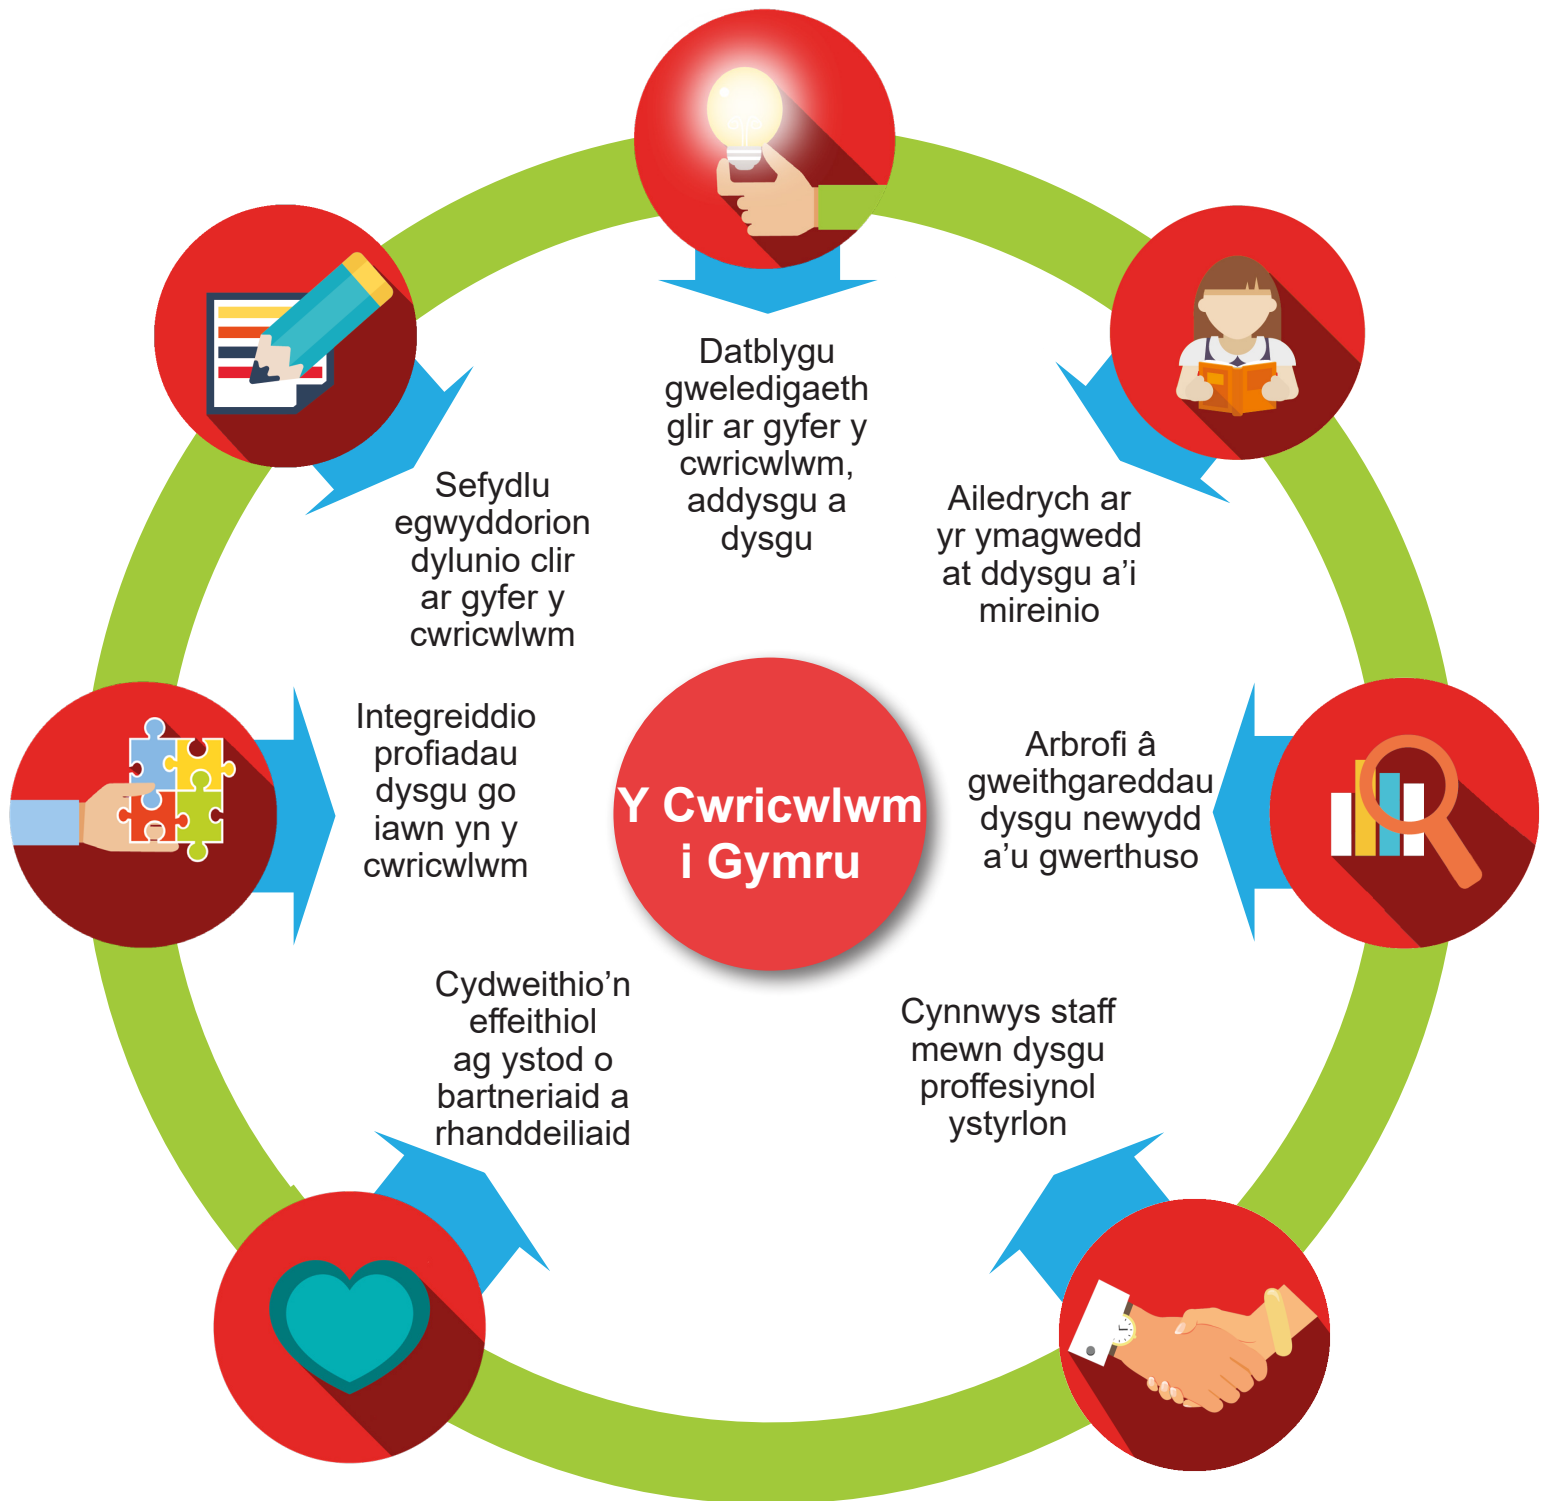 Datblygu
gweledigaeth
glir ar gyfer y
cwricwlwm,
addysgu a
dysgu
Ailedrych ar
yr ymagwedd
at ddysgu a’i
mireinio
Arbrofi â
gweithgareddau
dysgu newydd
a’u gwerthuso
Cynnwys staff
mewn dysgu
proffesiynol
ystyrlon
Cydweithio’n
effeithiol
ag ystod o
bartneriaid a
rhanddeiliaid
Integreiddio
profiadau
dysgu go
iawn yn y
cwricwlwm
Sefydlu
egwyddorion
dylunio clir
ar gyfer y
cwricwlwm
Y Cwricwlwm
i Gymru